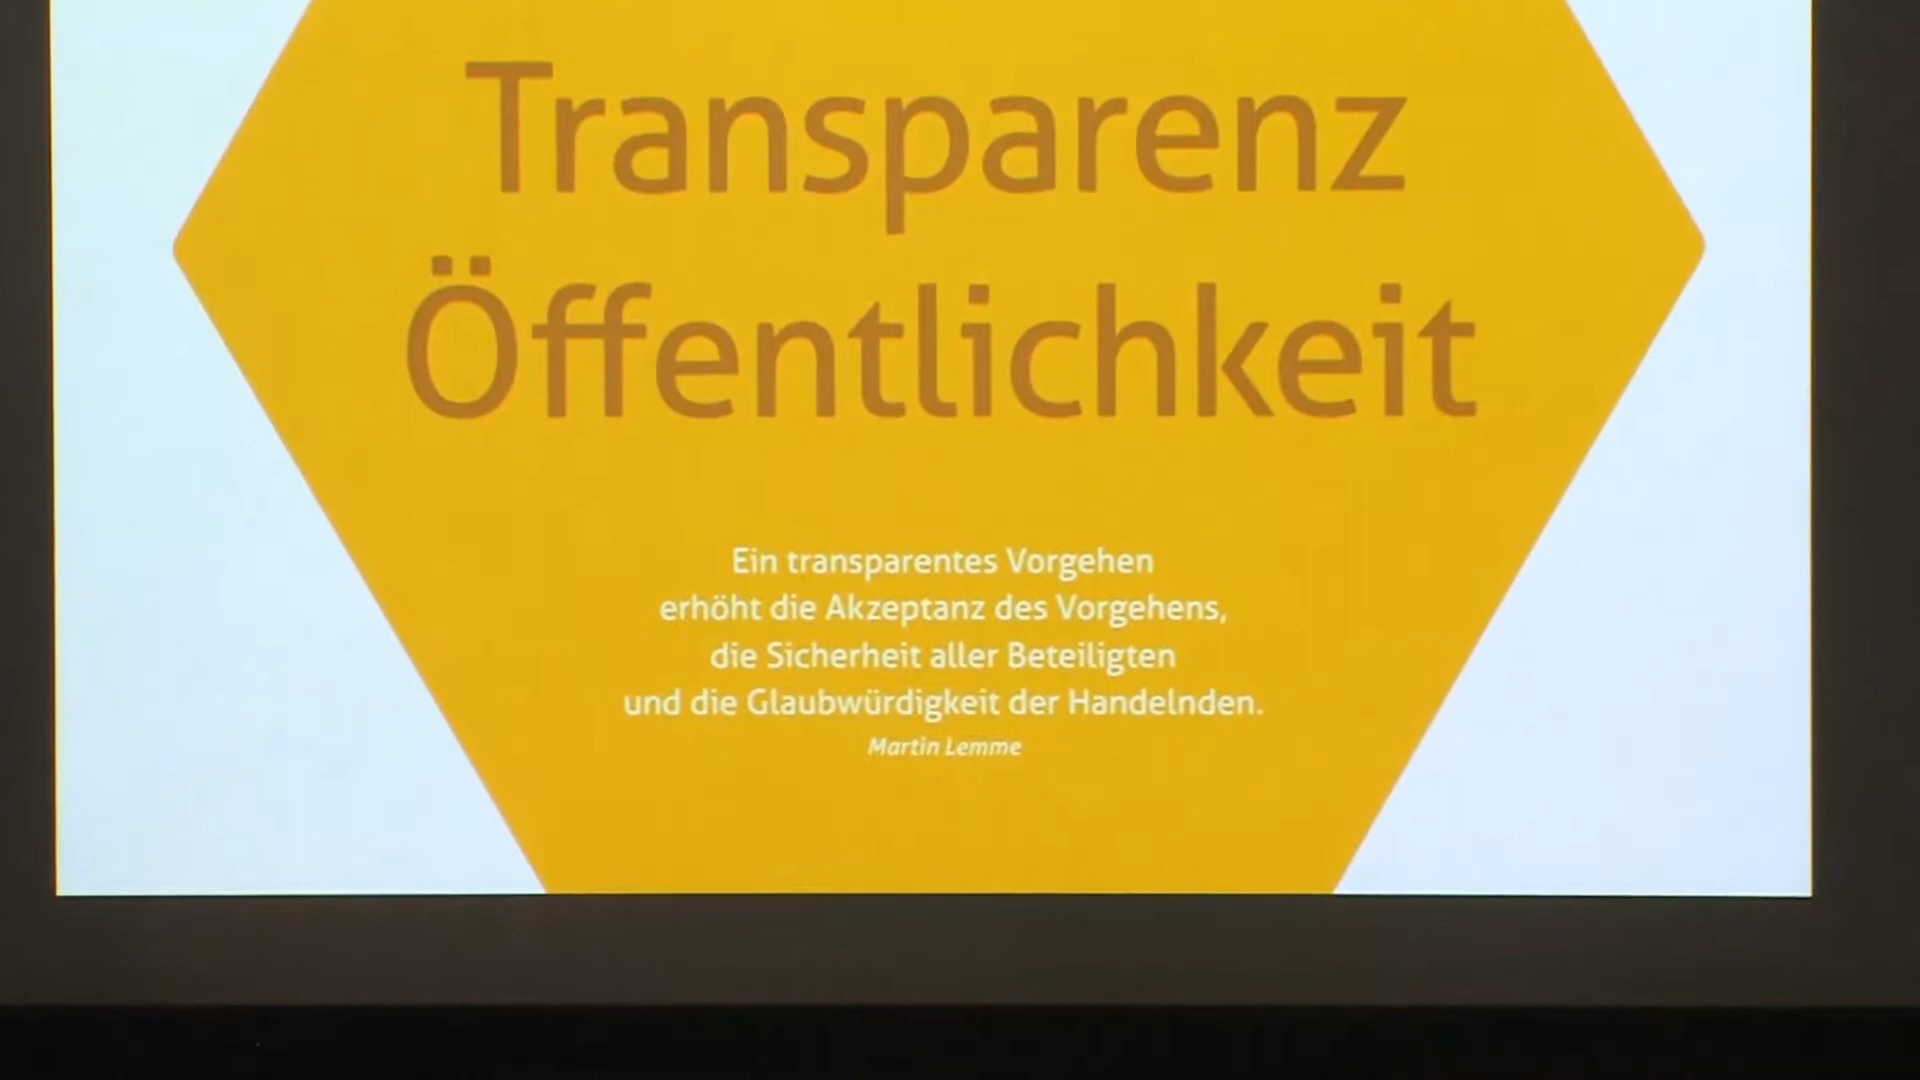 Transparenz
Öffentlichkeit
Ein transparentes Vorgehen
erhöht die Akzeptanz des Vorgehens,
die Sicherheit aller Beteiligten
und die Glaubwürdigkeit der Handelnden.
Martin Lemme